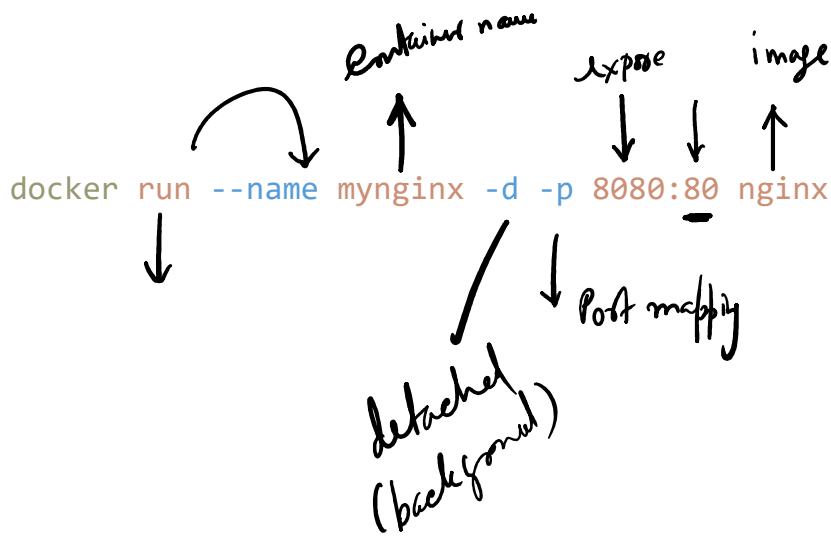 container name
expose
image
docker run --name mynginx -d -p 8080:80 nginx
Port mapping
detached
(background)